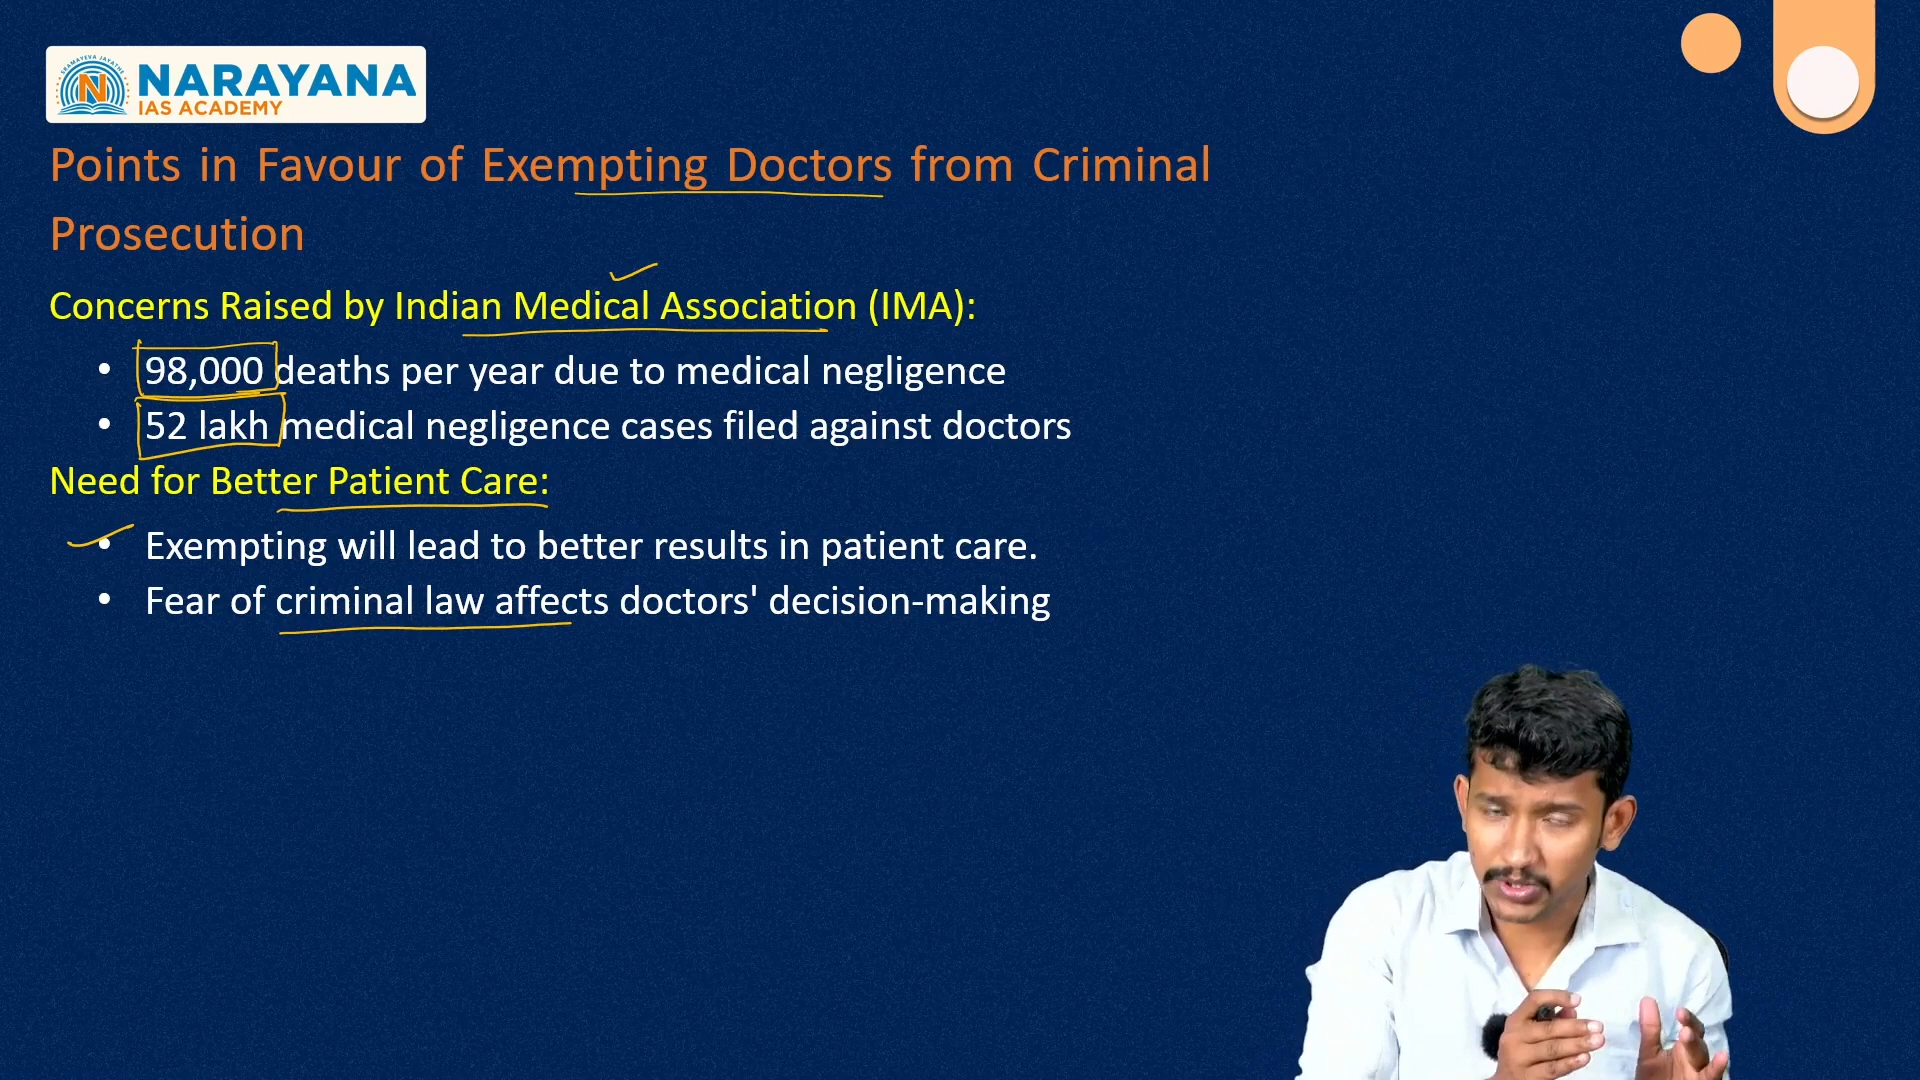 SRAMAYEVA JAYATHE
N
NARAYANA
IAS ACADEMY
Points in Favour of Exempting Doctors from Criminal
Prosecution
Concerns Raised by Indian Medical Association (IMA):
• 98,000 deaths per year due to medical negligence
• 52 lakh medical negligence cases filed against doctors
Need for Better Patient Care:
• Exempting will lead to better results in patient care.
• Fear of criminal law affects doctors' decision-making